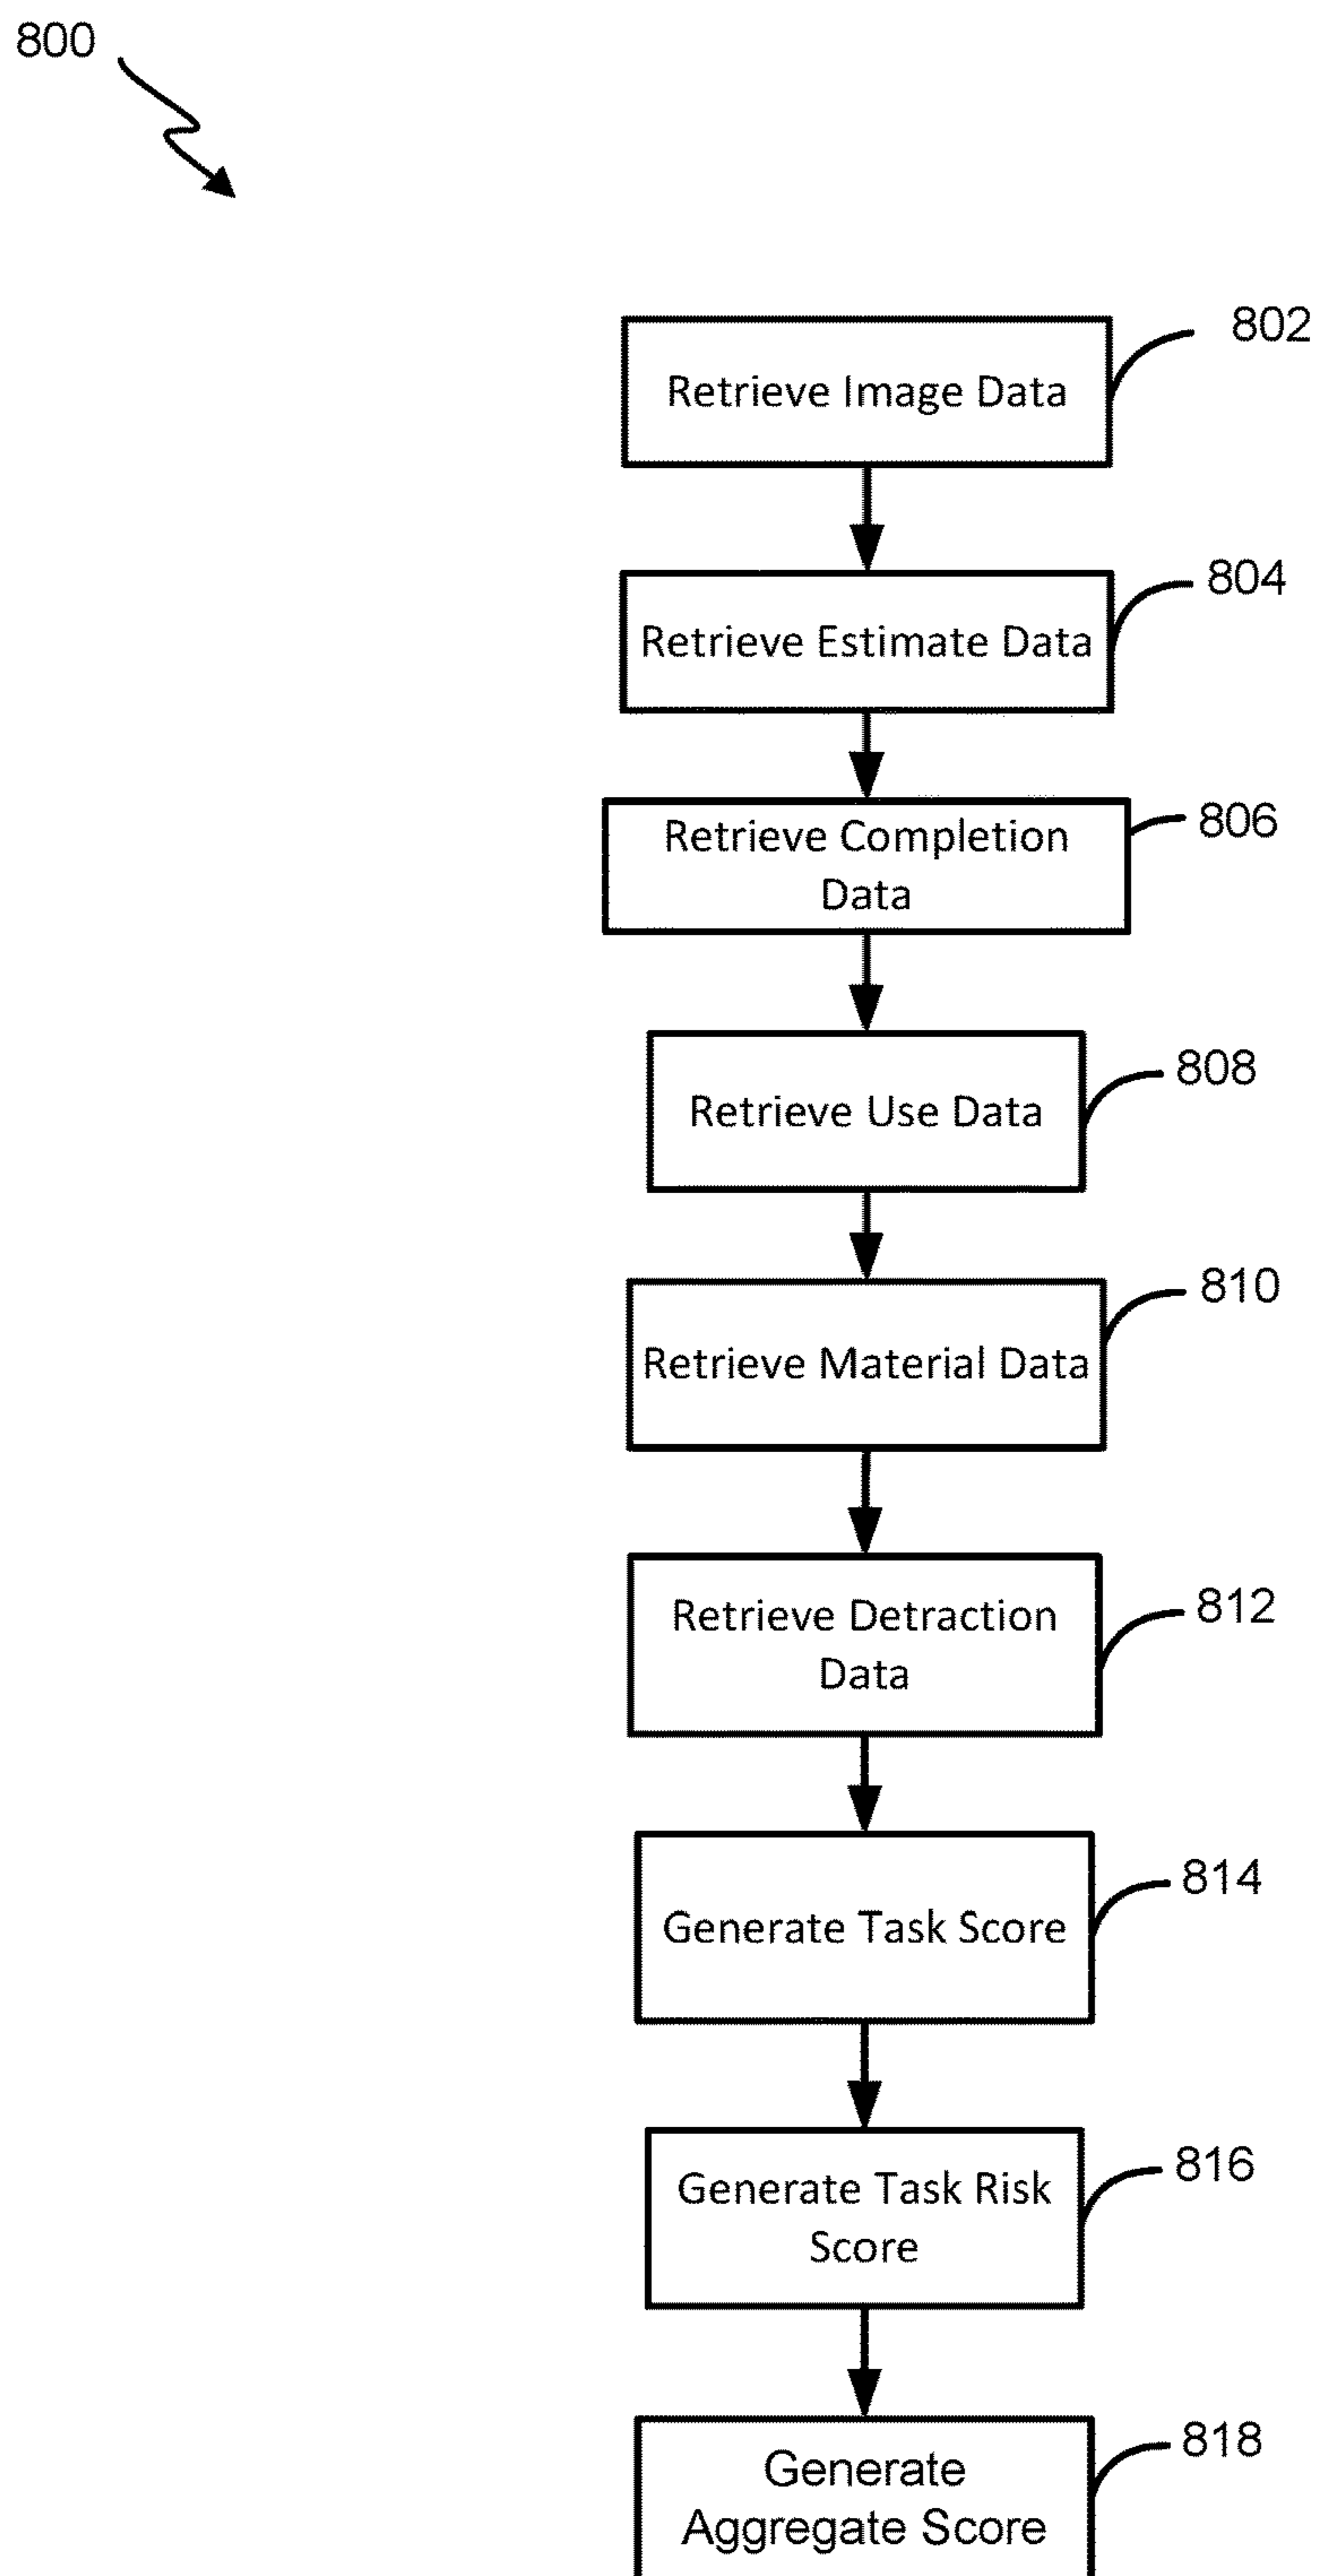 800
802
Retrieve Image Data
804
Retrieve Estimate Data
806
Retrieve Completion
Data
808
Retrieve Use Data
810
Retrieve Material Data
812
Retrieve Detraction
Data
814
Generate Task Score
816
Generate Task Risk
Score
818
Generate
Aggregate Score